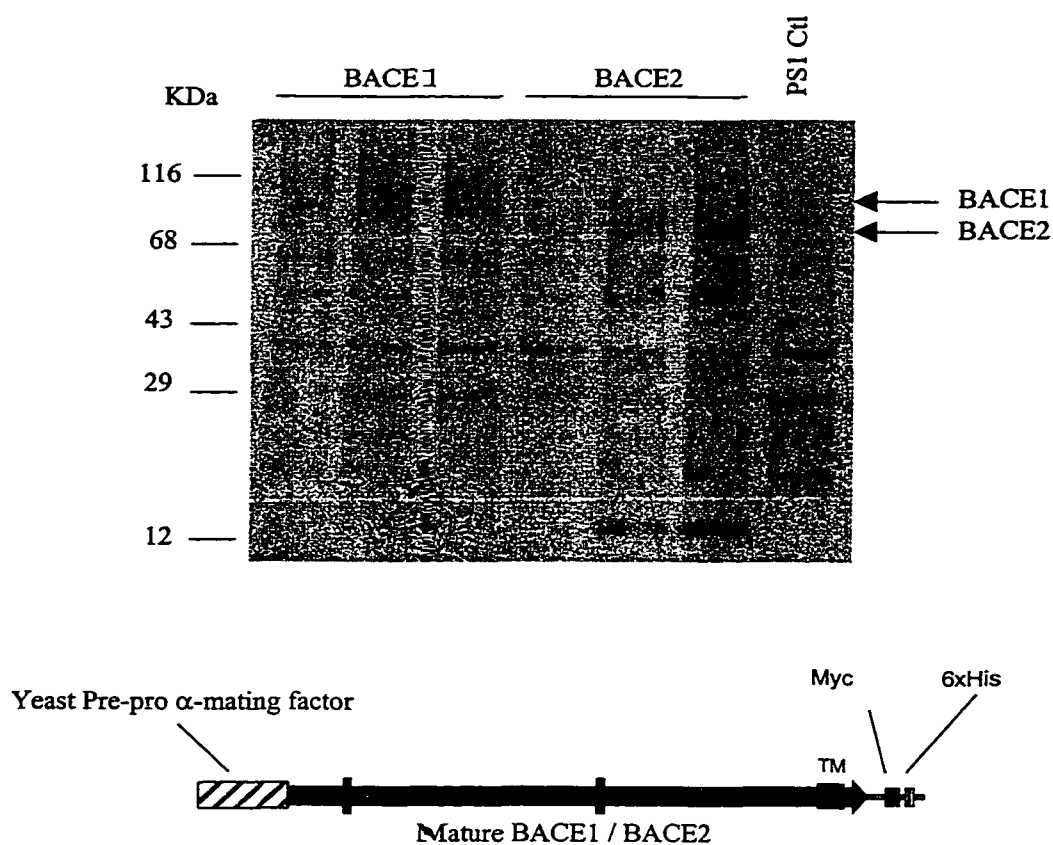 PS1 Ctl
BACE1
BACE2
KDa
116
68
43
29
12
BACE1
BACE2
Yeast Pre-pro α-mating factor
Myc
6xHis
TM
Mature BACE1 / BACE2